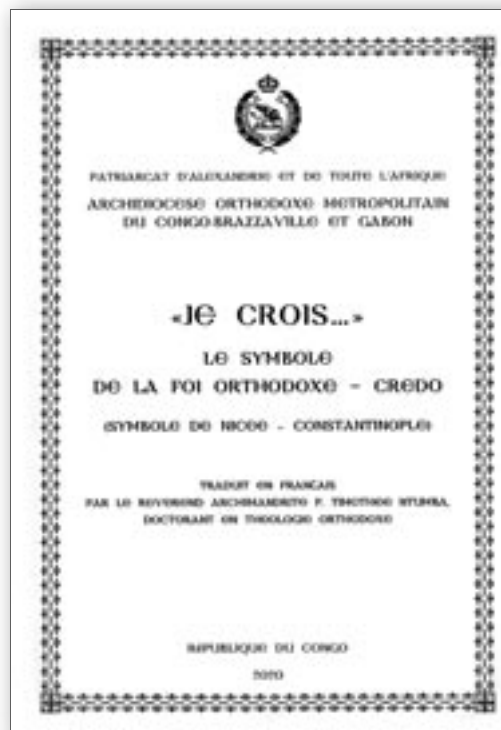 PATRIARCAT D'ALEXANDRIE ET DE TOUTE L'AFRIQUE
ARCHIDIOCESE ORTHODOXE METROPOLITAIN
DU CONGO-BRAZZAVILLE ET GABON
«JE CROIS...»
LE SYMBOLE
DE LA FOI ORTHODOXE - CREDO
(SYMBOLE DE NICEE - CONSTANTINOPLE)
TRADUIT EN FRANCAIS
PAR LE REVEREND ARCHIMANDRITE P. TIMOTHEE NTUMBA,
DOCTORANT EN THEOLOGIE ORTHODOXE
REPUBLIQUE DU CONGO
2020